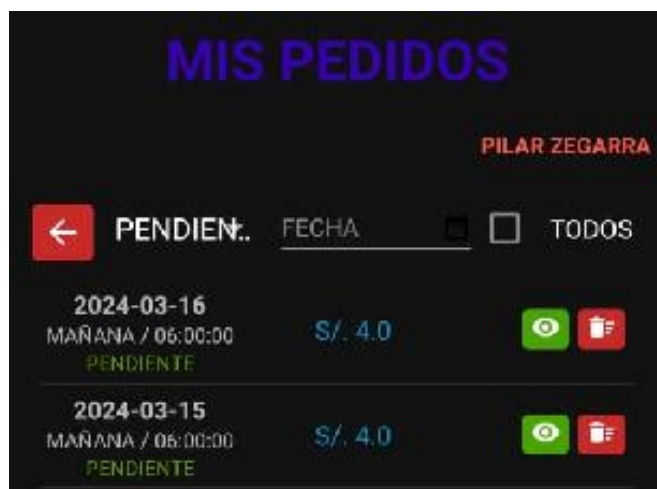 MIS PEDIDOS
PILAR ZEGARRA
PENDIEN.. FECHA TODOS
2024-03-16
MAÑANA / 06:00:00 S/. 4.0
PENDIENTE
2024-03-15
MAÑANA / 06:00:00 S/. 4.0
PENDIENTE